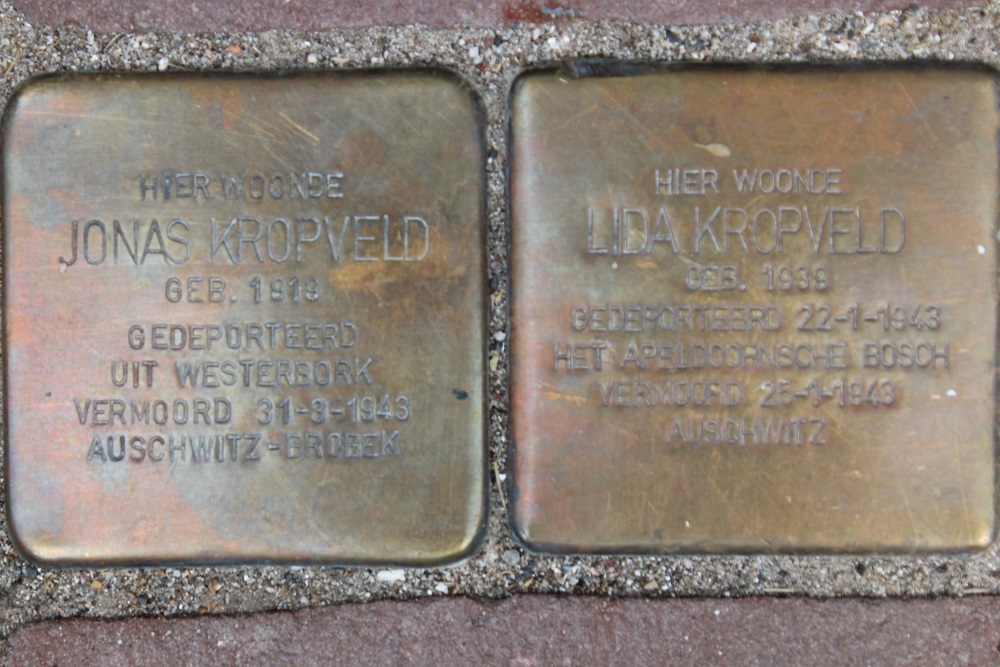 HIER WOONDE
JONAS KROPVELD
GEB. 1919
GEDEPORTEERD
UIT WESTERBORK
VERMOORD 31-3-1943
AUSCHWITZ-BROBEK
HIER WOONDE
LIDA KROPVELD
GEB. 1939
GEDEPORTEERD 22-1-1943
HET APELDOORNSCHE BOSCH
VERMOORD 25-1-1943
AUSCHWITZ